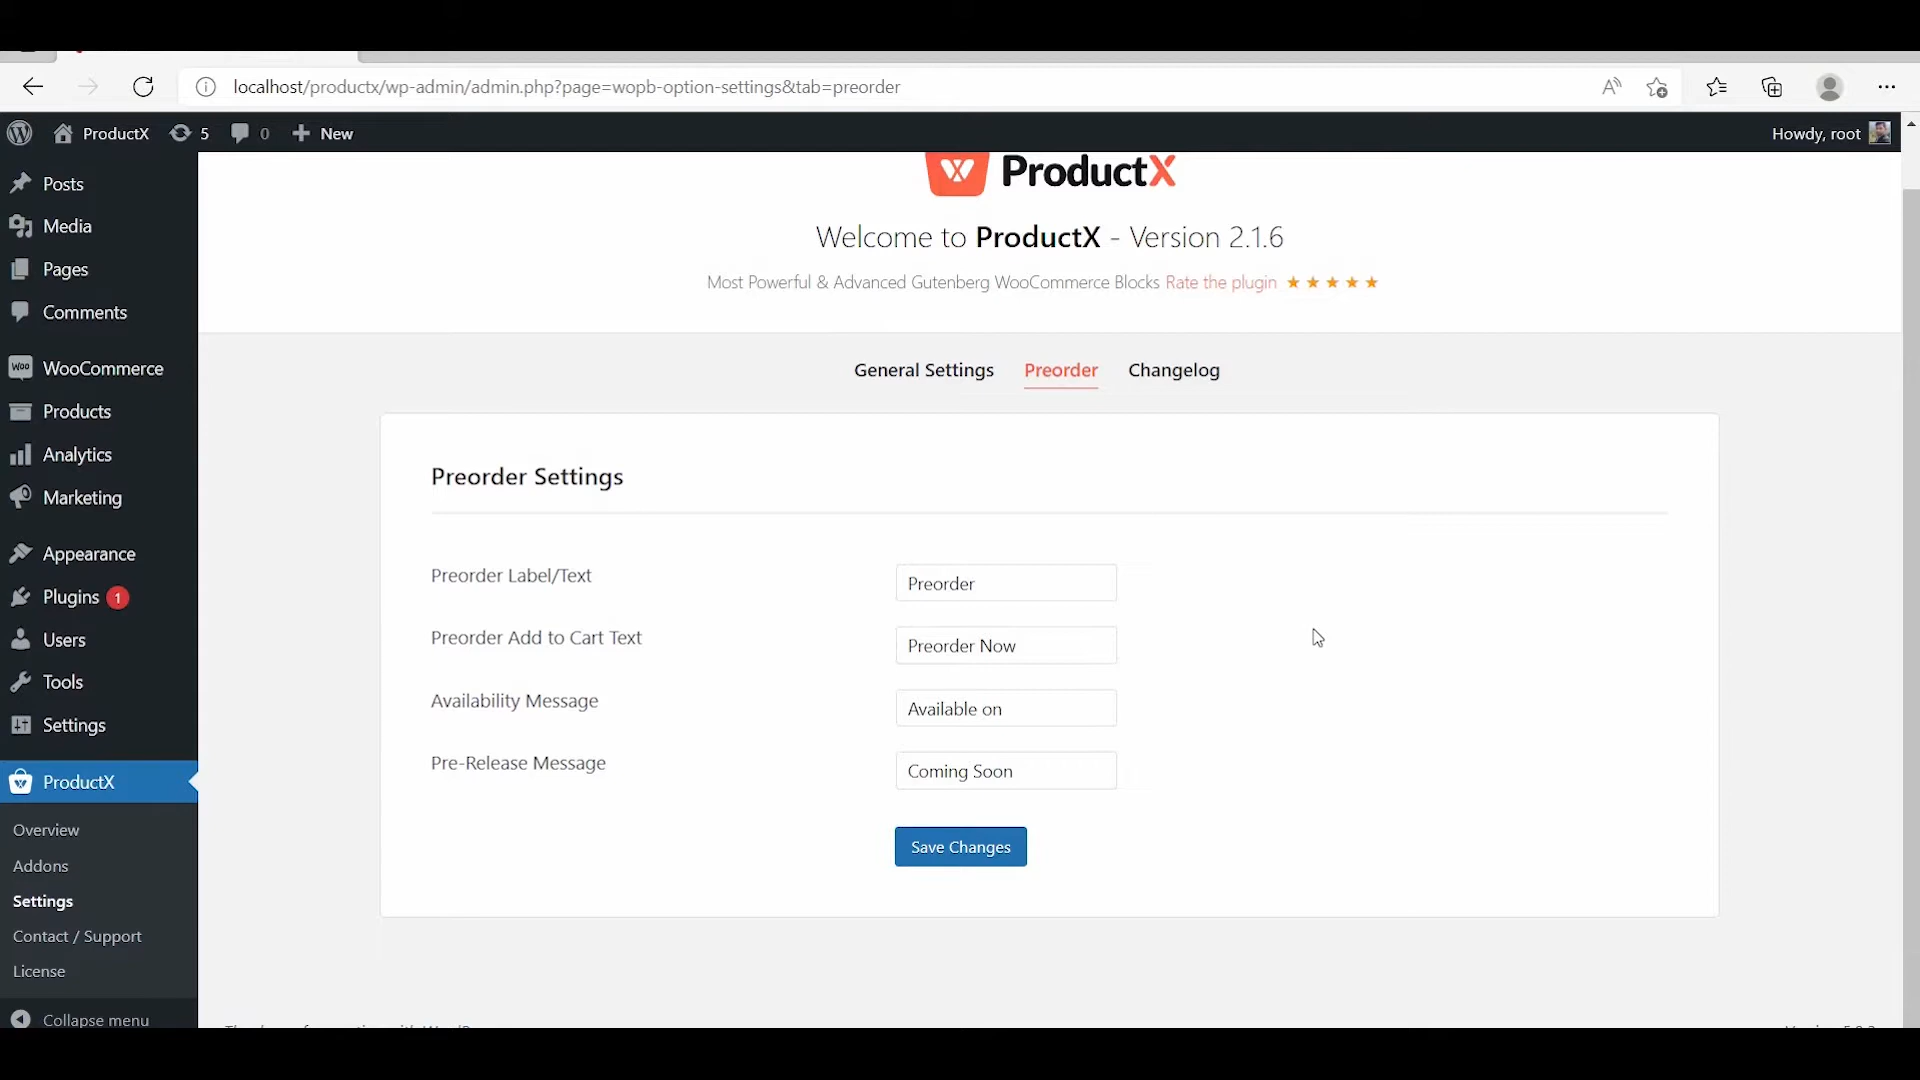 localhost/productx/wp-admin/admin.php?page=wopb-option-settings&tab=preorder
ProductX 5 0 New
Howdy, root
Posts
Media
Pages
Comments
WooCommerce
Products
Analytics
Marketing
Appearance
Plugins 1
Users
Tools
Settings
ProductX
Overview
Addons
Settings
Contact / Support
License
Collapse menu
ProductX
Welcome to ProductX - Version 2.1.6
Most Powerful & Advanced Gutenberg WooCommerce Blocks Rate the plugin ★ ★ ★ ★ ★
General Settings Preorder Changelog
Preorder Settings
Preorder Label/Text Preorder
Preorder Add to Cart Text Preorder Now
Availability Message Available on
Pre-Release Message Coming Soon
Save Changes